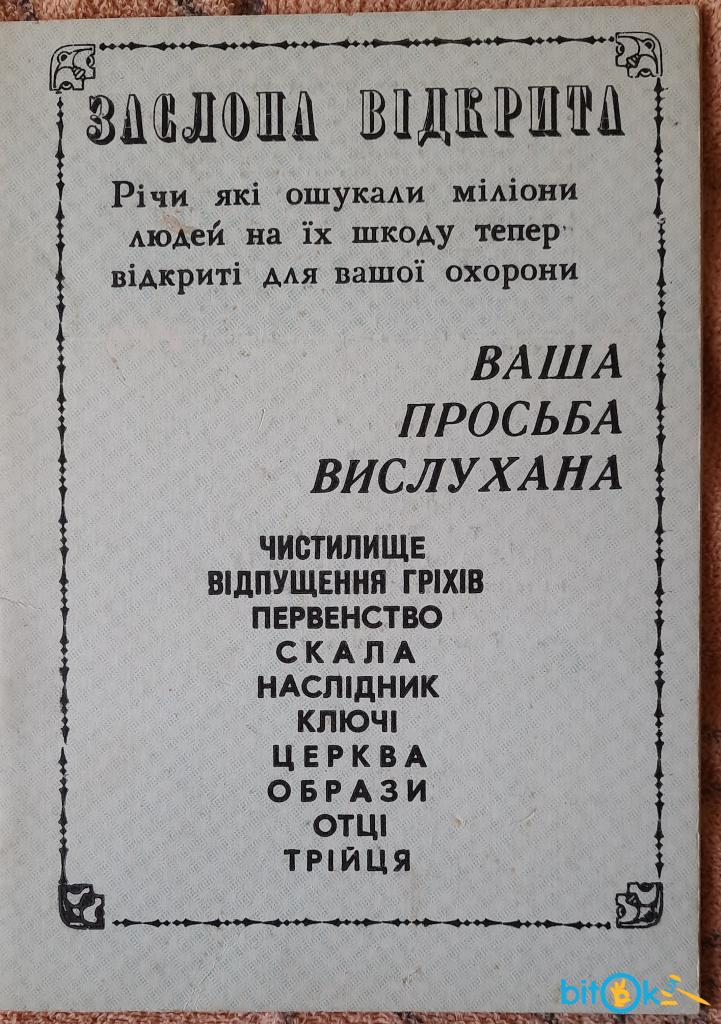 ЗАСЛОНА ВІДКРИТА
Річи які ошукали міліони
людей на їх шкоду тепер
відкриті для вашої охорони
ВАША
ПРОСЬБА
ВИСЛУХАНА
ЧИСТИЛИЩЕ
ВІДПУЩЕННЯ ГРІХІВ
ПЕРВЕНСТВО
СКАЛА
НАСЛІДНИК
КЛЮЧІ
ЦЕРКВА
ОБРАЗИ
ОТЦІ
ТРІЙЦЯ
bitOk